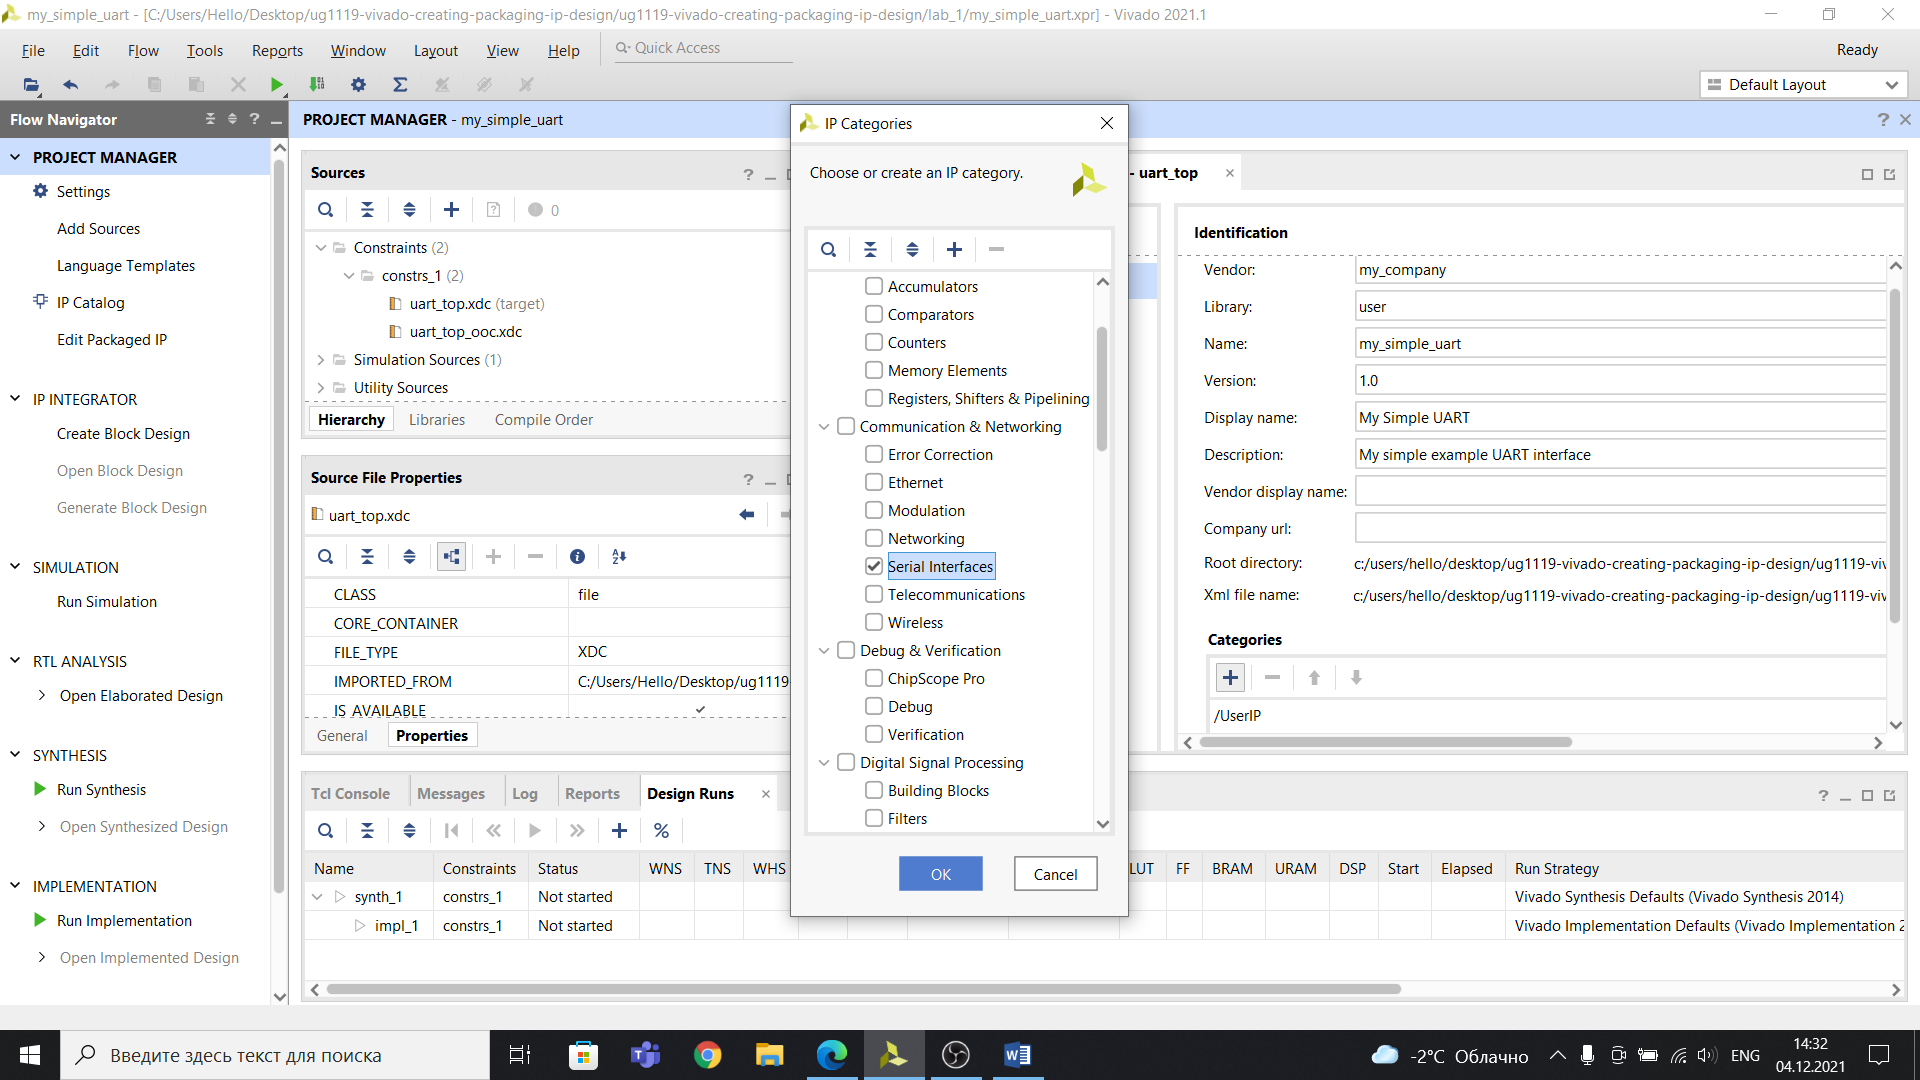 my_simple_uart - [C:/Users/Hello/Desktop/ug1119-vivado-creating-packaging-ip-design/ug1119-vivado-creating-packaging-ip-design/lab_1/my_simple_uart.xpr] - Vivado 2021.1
File Edit Flow Tools Reports Window Layout View Help Quick Access Ready
Default Layout
Flow Navigator
PROJECT MANAGER
Settings
Add Sources
Language Templates
IP Catalog
Edit Packaged IP
IP INTEGRATOR
Create Block Design
Open Block Design
Generate Block Design
SIMULATION
Run Simulation
RTL ANALYSIS
Open Elaborated Design
SYNTHESIS
Run Synthesis
Open Synthesized Design
IMPLEMENTATION
Run Implementation
Open Implemented Design
PROJECT MANAGER - my_simple_uart
Sources
0
Constraints (2)
constrs_1 (2)
uart_top.xdc (target)
uart_top_ooc.xdc
Simulation Sources (1)
Utility Sources
Hierarchy Libraries Compile Order
Source File Properties
uart_top.xdc
CLASS file
CORE_CONTAINER
FILE_TYPE XDC
IMPORTED_FROM C:/Users/Hello/Desktop/ug1119-
IS_AVAILABLE
General Properties
IP Categories
Choose or create an IP category.
Accumulators
Comparators
Counters
Memory Elements
Registers, Shifters & Pipelining
Communication & Networking
Error Correction
Ethernet
Modulation
Networking
Serial Interfaces
Telecommunications
Wireless
Debug & Verification
ChipScope Pro
Debug
Verification
Digital Signal Processing
Building Blocks
Filters
OK Cancel
- uart_top
Identification
Vendor: my_company
Library: user
Name: my_simple_uart
Version: 1.0
Display name: My Simple UART
Description: My simple example UART interface
Vendor display name:
Company url:
Root directory: c:/users/hello/desktop/ug1119-vivado-creating-packaging-ip-design/ug1119-viv
Xml file name: c:/users/hello/desktop/ug1119-vivado-creating-packaging-ip-design/ug1119-viv
Categories
/UserIP
Tcl Console Messages Log Reports Design Runs
Name Constraints Status WNS TNS WHS LUT FF BRAM URAM DSP Start Elapsed Run Strategy
synth_1 constrs_1 Not started Vivado Synthesis Defaults (Vivado Synthesis 2014)
impl_1 constrs_1 Not started Vivado Implementation Defaults (Vivado Implementation 2
Введите здесь текст для поиска
-2°C Облачно ENG 14:32
04.12.2021